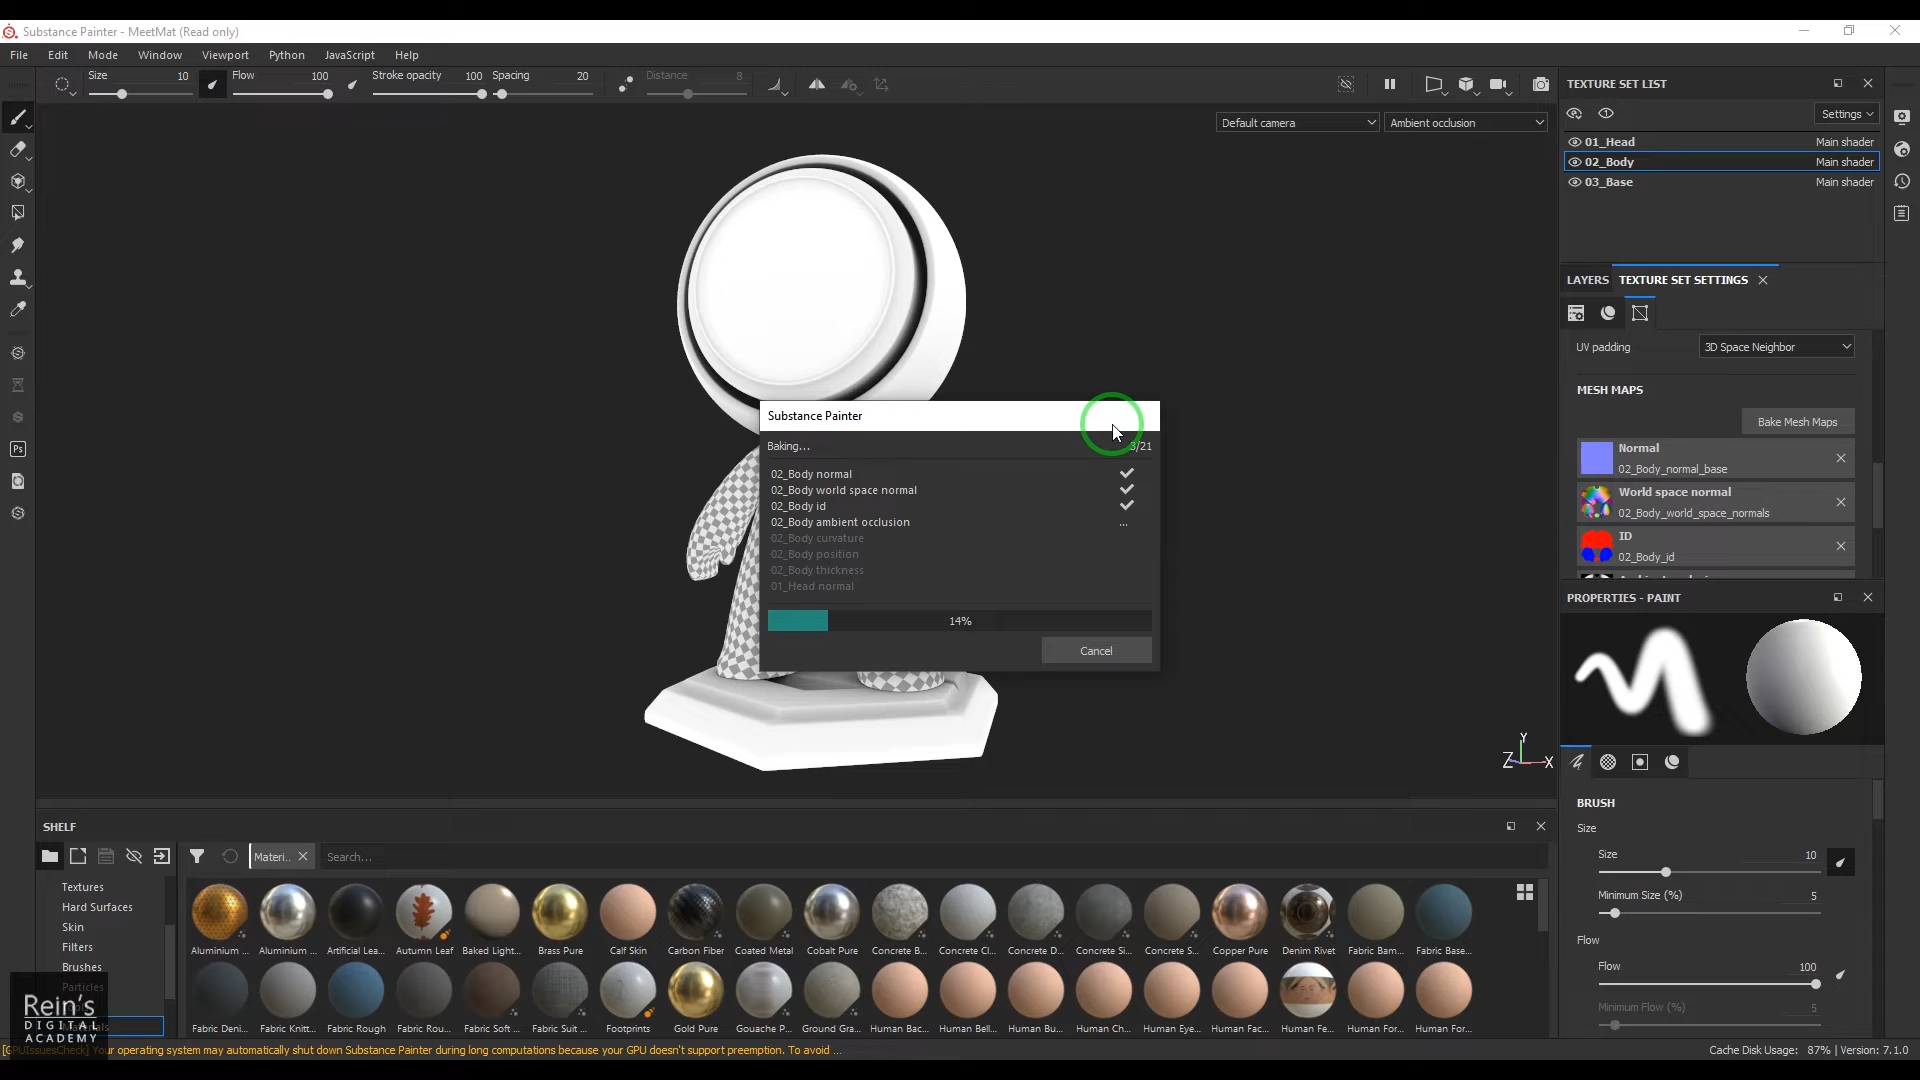 Substance Painter - MeetMat (Read only)
File Edit Mode Window Viewport Python JavaScript Help
Size 10 Flow 100 Stroke opacity 100 Spacing 20 Distance 8
Default camera Ambient occlusion
TEXTURE SET LIST
Settings
01_Head Main shader
02_Body Main shader
03_Base Main shader
LAYERS TEXTURE SET SETTINGS
UV padding 3D Space Neighbor
MESH MAPS
Bake Mesh Maps
Normal
02_Body_normal_base
World space normal
02_Body_world_space_normals
ID
02_Body_id
Substance Painter
Baking... 3/21
02_Body normal
02_Body world space normal
02_Body id
02_Body ambient occlusion ...
02_Body curvature
02_Body position
02_Body thickness
01_Head normal
14%
Cancel
PROPERTIES - PAINT
Y
Z X
BRUSH
Size
Size 10
Minimum Size (%) 5
Flow
Flow 100
Minimum Flow (%) 5
SHELF
Materi.. Search...
Textures
Hard Surfaces
Skin
Filters
Brushes
Particles
Aluminium ... Aluminium ... Artificial Lea... Autumn Leaf Baked Light... Brass Pure Calf Skin Carbon Fiber Coated Metal Cobalt Pure Concrete B... Concrete Cl... Concrete D... Concrete Si... Concrete S... Copper Pure Denim Rivet Fabric Bam... Fabric Base...
Fabric Deni... Fabric Knitt... Fabric Rough Fabric Rou... Fabric Soft ... Fabric Suit ... Footprints Gold Pure Gouache P... Ground Gra... Human Bac... Human Bell... Human Bu... Human Ch... Human Eye... Human Fac... Human Fe... Human For... Human For...
Rein's
DIGITAL
ACADEMY
Ps
[GPUIssuesCheck] Your operating system may automatically shut down Substance Painter during long computations because your GPU doesn't support preemption. To avoid ...
Cache Disk Usage: 87% | Version: 7.1.0